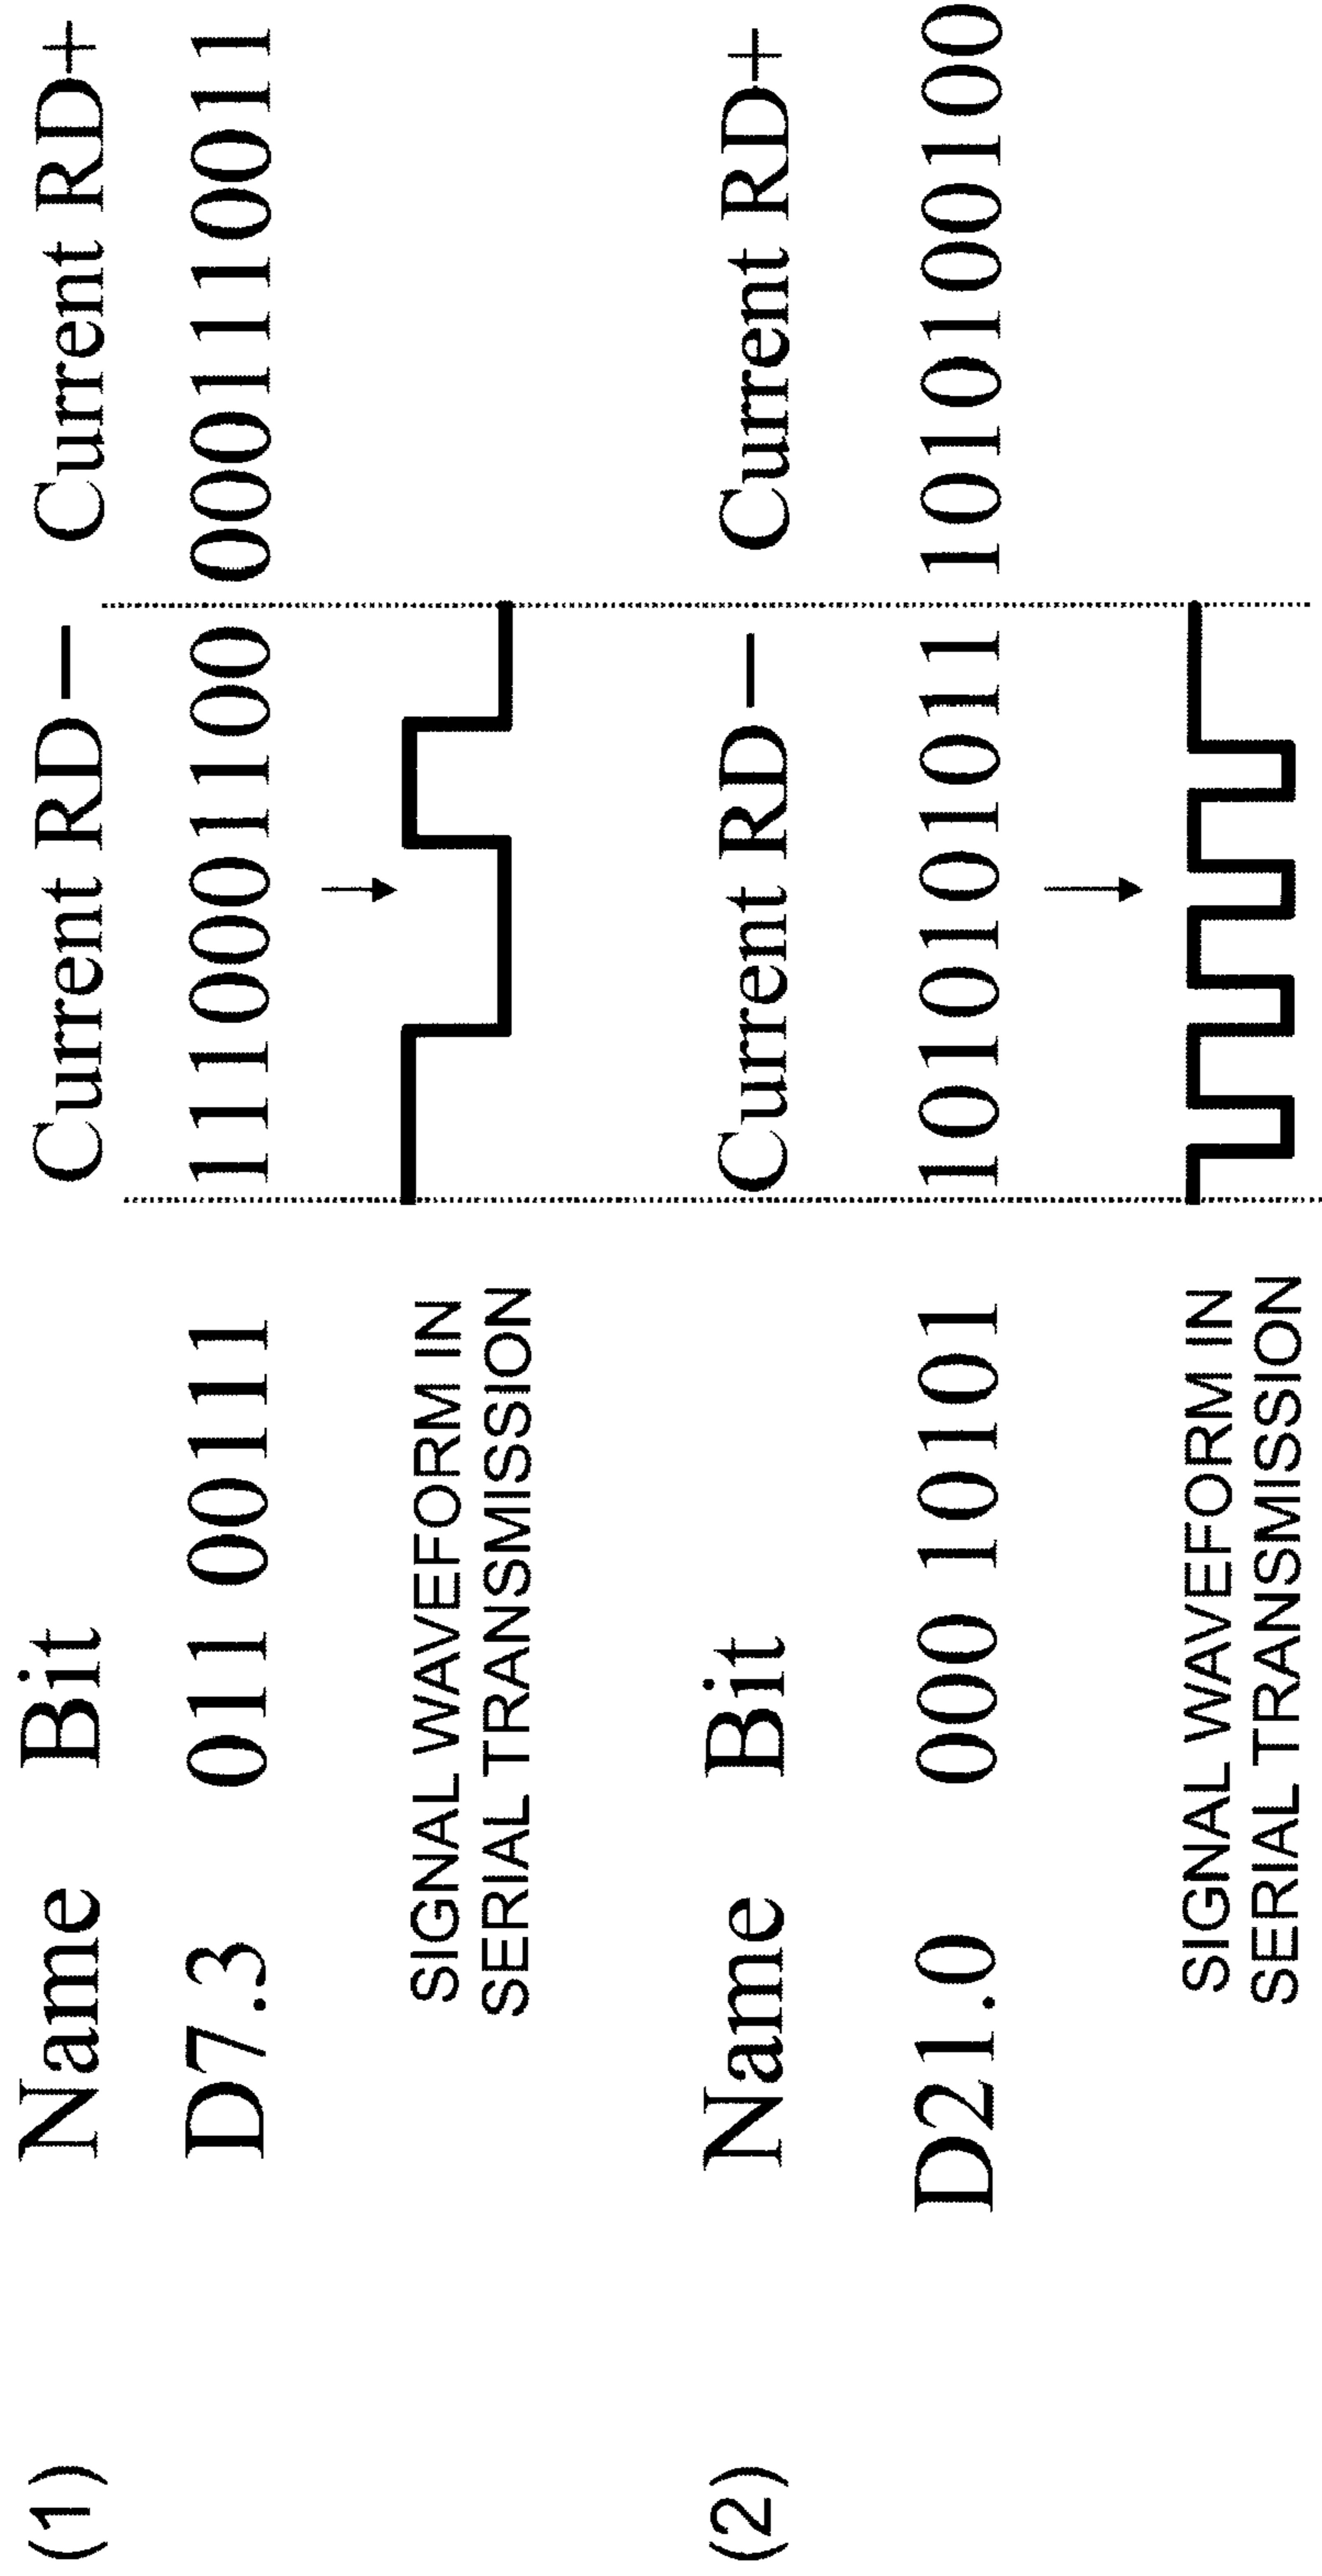 (1) Name Bit Current RD− Current RD+
D7.3 011 00111 1110001100 0001110011
SIGNAL WAVEFORM IN
SERIAL TRANSMISSION
(2) Name Bit Current RD− Current RD+
D21.0 000 10101 1010101011 1010100100
SIGNAL WAVEFORM IN
SERIAL TRANSMISSION